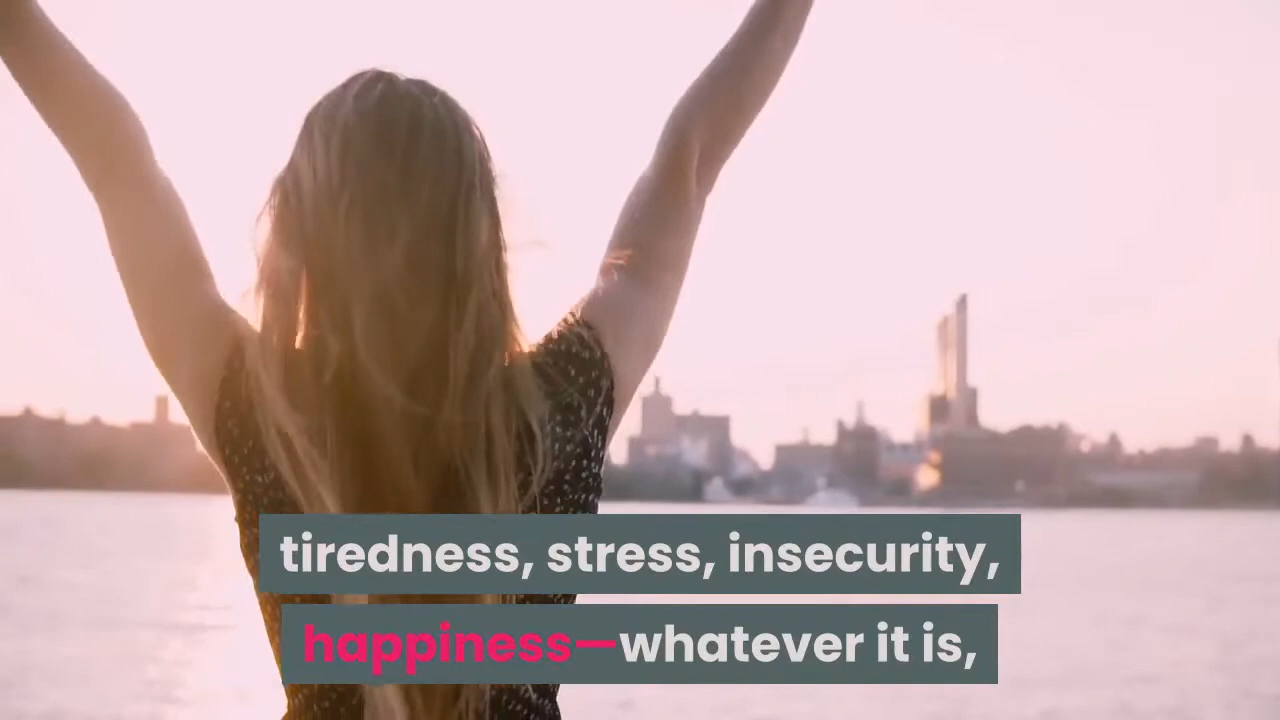 tiredness, stress, insecurity,
happiness—whatever it is,